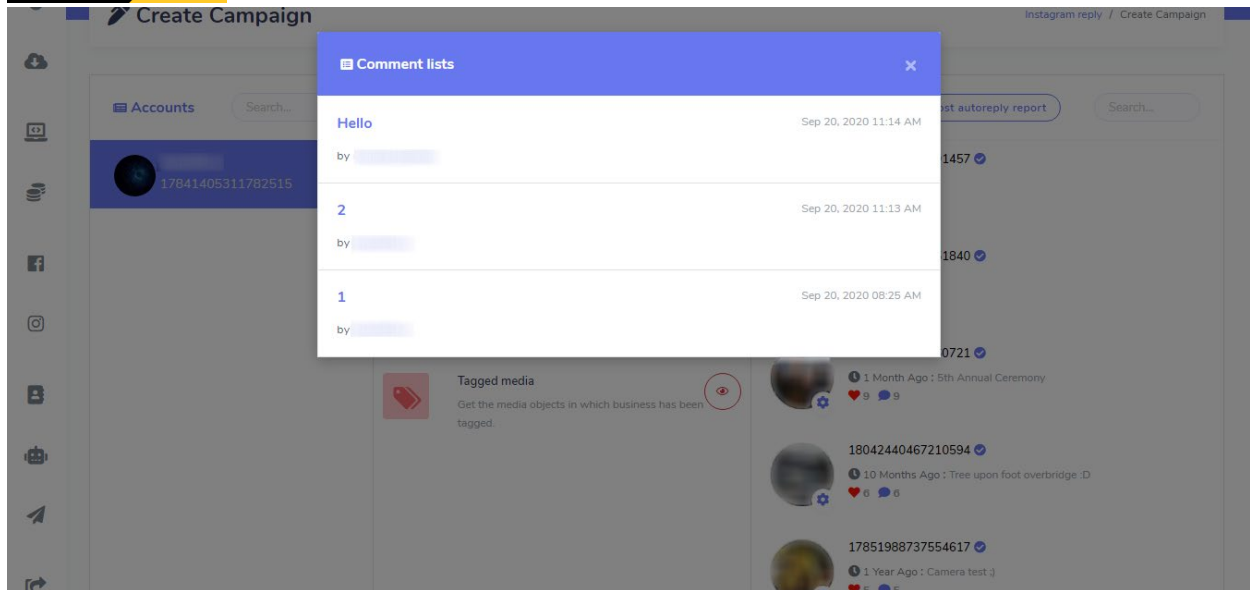 Create Campaign
Instagram reply / Create Campaign
Comment lists
×
Accounts
Search...
autoreply report
Search...
Hello
Sep 20, 2020 11:14 AM
by
1457
17841405311782515
2
Sep 20, 2020 11:13 AM
by
1840
1
Sep 20, 2020 08:25 AM
by
0721
1 Month Ago : 5th Annual Ceremony
9 9
Tagged media
Get the media objects in which business has been
tagged.
18042440467210594
10 Months Ago : Tree upon foot overbridge :D
6 6
17851988737554617
1 Year Ago : Camera test ;)